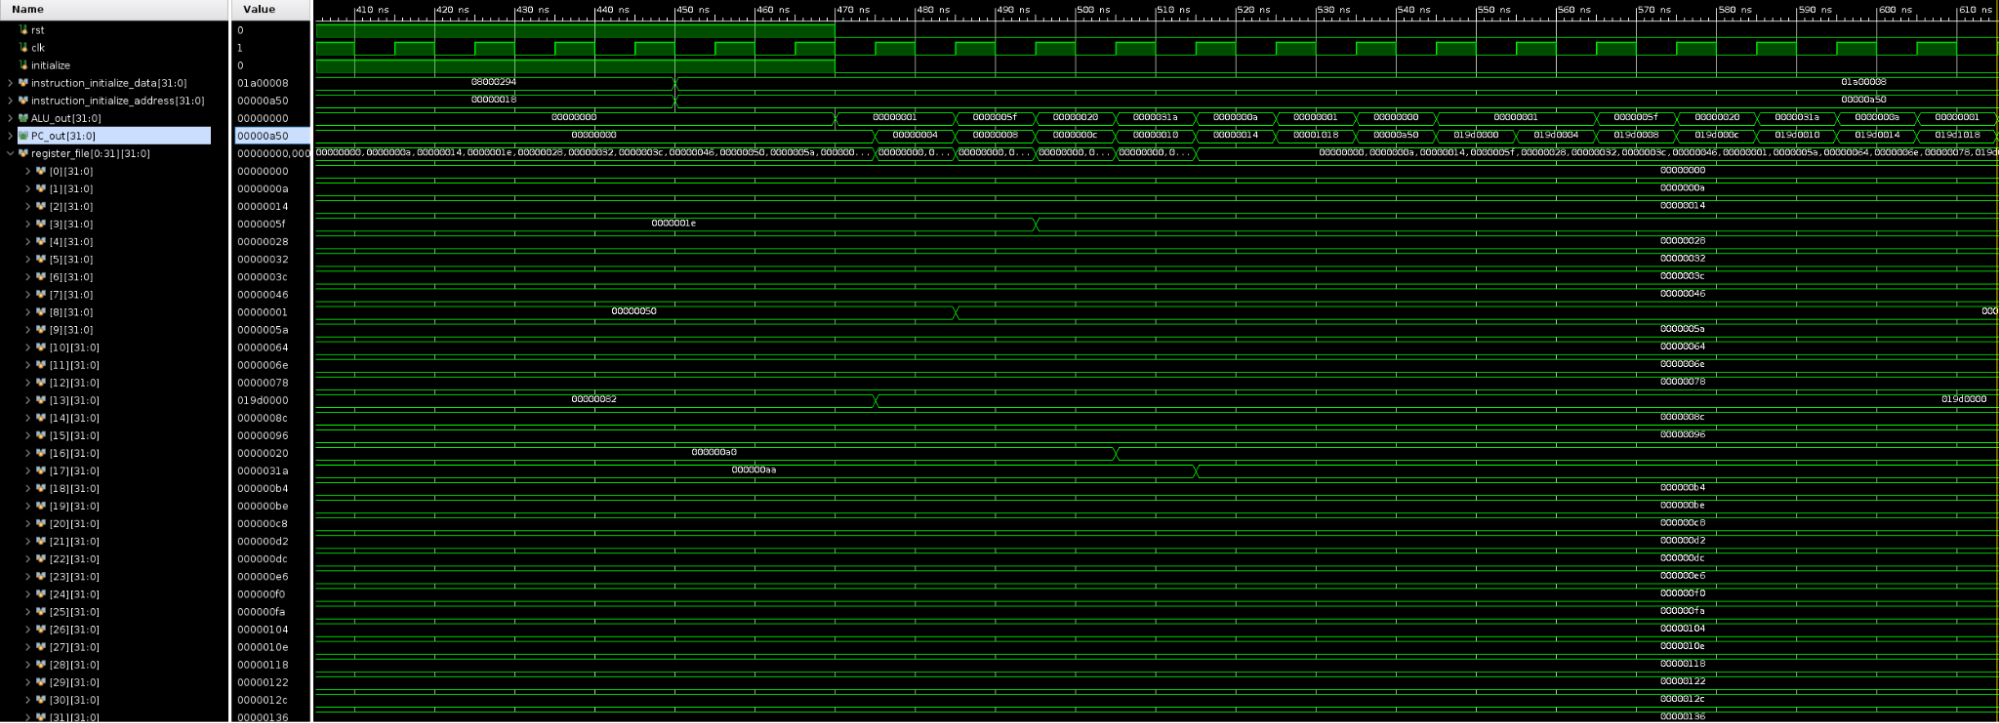 Name Value 410 ns 420 ns 430 ns 440 ns 450 ns 460 ns 470 ns 480 ns 490 ns 500 ns 510 ns 520 ns 530 ns 540 ns 550 ns 560 ns 570 ns 580 ns 590 ns 600 ns 610 ns
rst 0
clk 1
initialize 0
instruction_initialize_data[31:0] 01a00008 08000294 01a00008
instruction_initialize_address[31:0] 00000a50 00000018 00000a50
ALU_out[31:0] 00000000 00000000 00000001 0000005f 00000020 0000031a 0000000a 00000001 00000000 00000001 0000005f 00000020 0000031a 0000000a 00000001
PC_out[31:0] 00000a50 00000000 00000004 00000008 0000000c 00000010 00000014 00001018 00000a50 019d0000 019d0004 019d0008 019d000c 019d0010 019d0014 019d1018
register_file[0:31][31:0] 00000000,000 00000000,0000000a,00000014,0000001e,00000028,00000032,0000003c,00000046,00000050,0000005a,000000... 00000000,0... 00000000,0... 00000000,0... 00000000,0... 00000000,0000000a,00000014,0000005f,00000028,00000032,0000003c,00000046,00000001,0000005a,00000064,0000006e,00000078,019d
[0][31:0] 00000000 00000000
[1][31:0] 0000000a 0000000a
[2][31:0] 00000014 00000014
[3][31:0] 0000005f 0000001e
[4][31:0] 00000028 00000028
[5][31:0] 00000032 00000032
[6][31:0] 0000003c 0000003c
[7][31:0] 00000046 00000046
[8][31:0] 00000001 00000050 000
[9][31:0] 0000005a 0000005a
[10][31:0] 00000064 00000064
[11][31:0] 0000006e 0000006e
[12][31:0] 00000078 00000078
[13][31:0] 019d0000 00000082 019d0000
[14][31:0] 0000008c 0000008c
[15][31:0] 00000096 00000096
[16][31:0] 00000020 000000a0
[17][31:0] 0000031a 000000aa
[18][31:0] 000000b4 000000b4
[19][31:0] 000000be 000000be
[20][31:0] 000000c8 000000c8
[21][31:0] 000000d2 000000d2
[22][31:0] 000000dc 000000dc
[23][31:0] 000000e6 000000e6
[24][31:0] 000000f0 000000f0
[25][31:0] 000000fa 000000fa
[26][31:0] 00000104 00000104
[27][31:0] 0000010e 0000010e
[28][31:0] 00000118 00000118
[29][31:0] 00000122 00000122
[30][31:0] 0000012c 0000012c
[31][31:0] 00000136 00000136